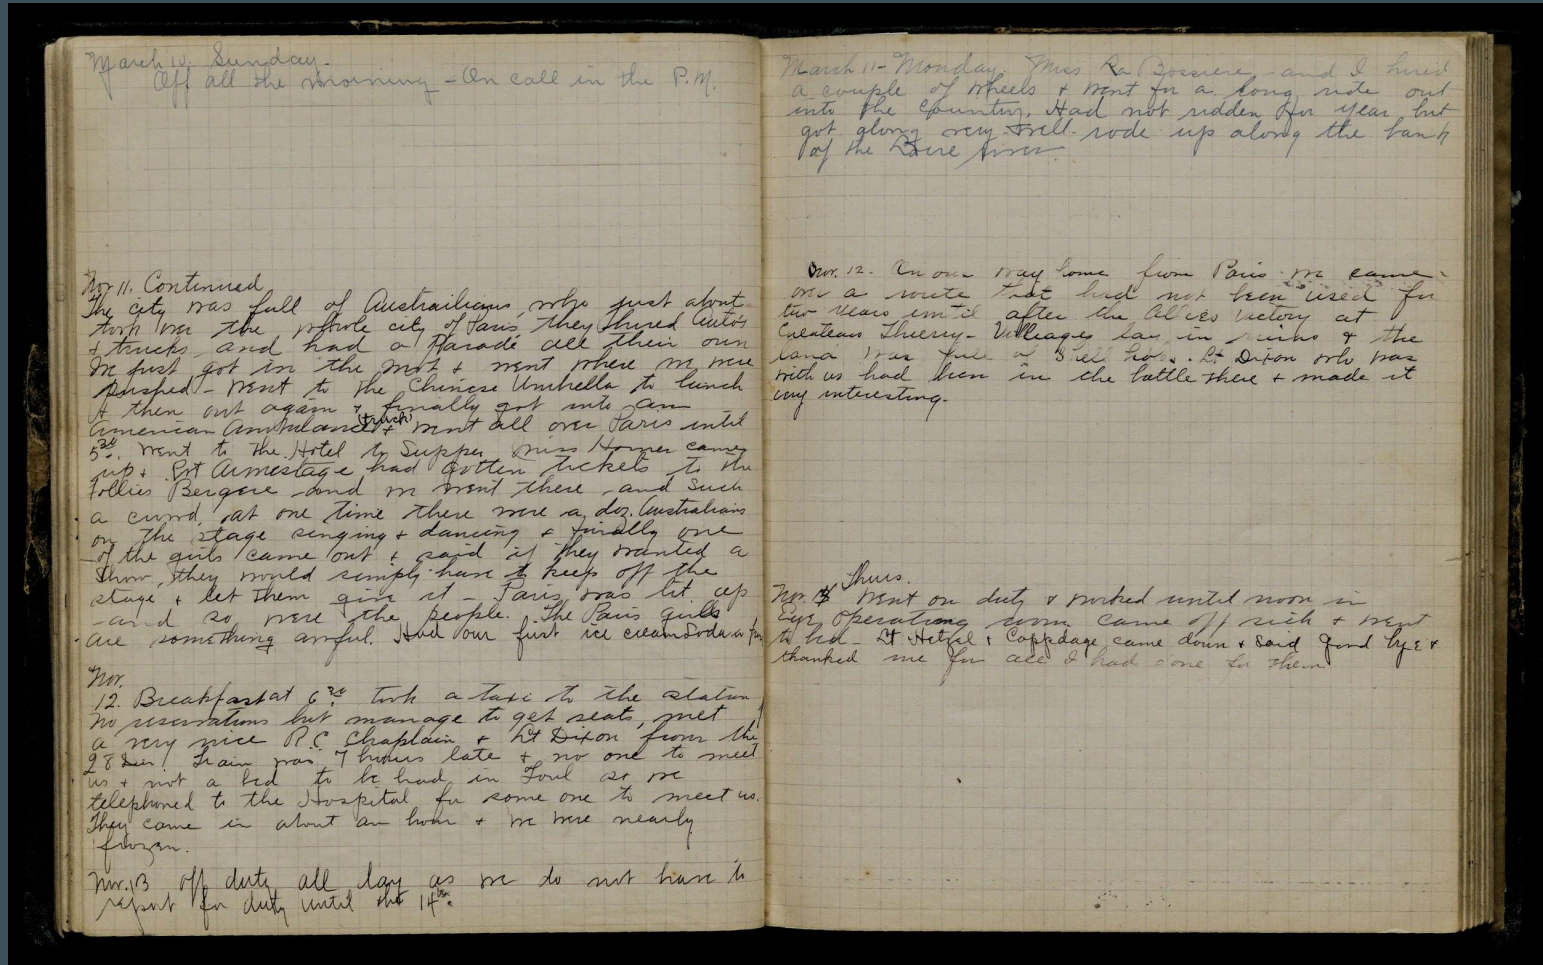 March 10. Sunday.
Off all the morning - On call in the P.M.
Nov 11. Continued
The city was full of Austrailians who just about
took over the whole city of Paris they hired Auto's
& trucks and had a Parade all their own
We just got in the mob & went where we were
pushed - went to the Chinese Umbrella to lunch
& then out again & finally got into an
American Ambulance (truck) & went all over Paris until
5 30. Went to the Hotel to Supper Miss Horner came
up & Armestage had gotten tickets to the
Follies Bergere and we went there and such
a crowd, at one time there were a doz. Australians
on the stage singing & dancing & finally one
of the girls came out & said if they wanted a
show, they would simply have to keep off the
stage & let them give it - Paris was lit up
-and so were the people. The Paris girls
are something awful. Had our first ice cream Soda
Nov.
12. Breakfast at 6 30 took a taxi to the station
no reservations but manage to get seats, met
a very nice R.C. Chaplain & Lt Dixon from the
28 Train was 7 hours late & no one to meet
us & not a bed to be had in Toul so we
telephoned to the Hospital for some one to meet us.
They came in about an hour & we were nearly
frozen.
Nov. 13 off duty all day as we do not have to
report for duty until the 14th.
March 11 - Monday. Miss and I hired
a couple of wheels & went for a long ride out
into the country. Had not ridden for year but
got along very well - rode up along the bank
of the river
Nov. 12. On our way home from Paris we came
over a route that had not been used for
two years until after the Allies Victory at
Chateau Thierry - Villeages lay in ruins & the
land was full of Shell holes. Lt Dixon who was
with us had been in the battle there & made it
very interesting.
Thurs.
Nov. 14 Went on duty & worked until noon in
Eye operating room came off sick & went
to bed - Lt Hetzel & Coppdage came down & said good bye &
thanked me for all I had done for them